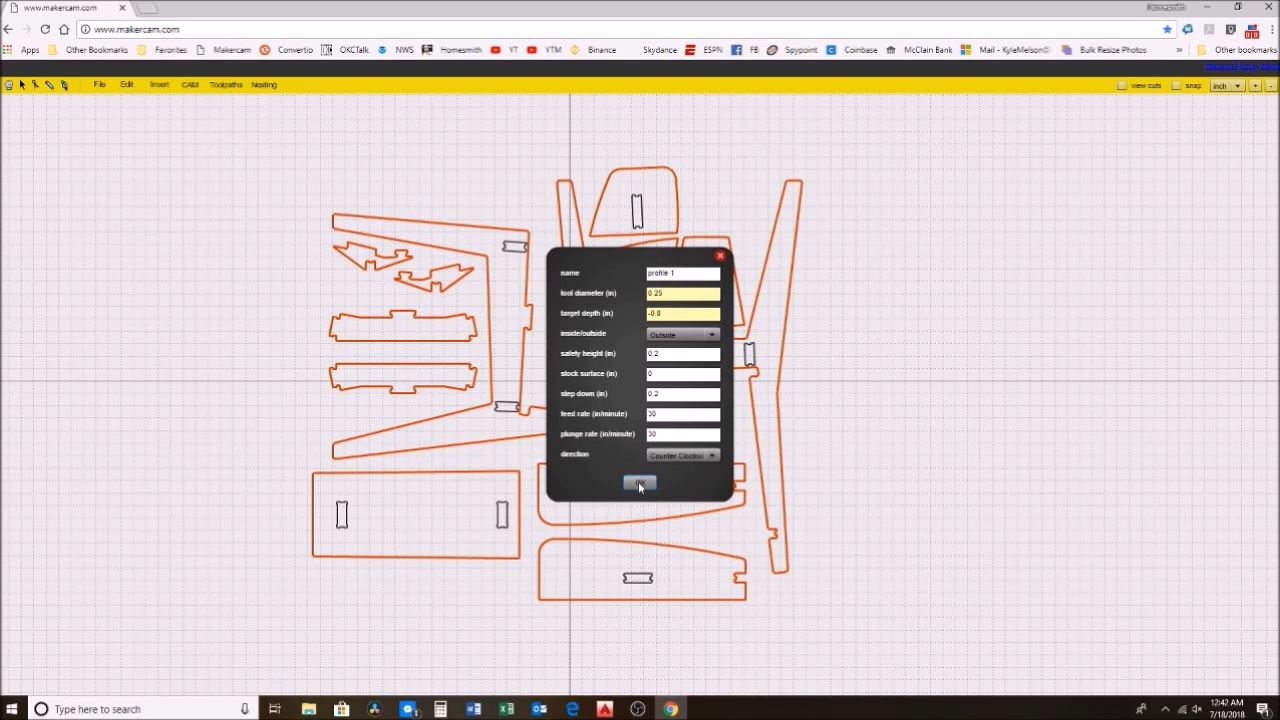 www.makercam.com
Homesmith
www.makercam.com
Apps Other Bookmarks Favorites Makercam Convertio OKCTalk NWS Homesmith YT YTM Binance Skydance ESPN FB Spypoint Coinbase McClain Bank Mail - KyleMelson@ Bulk Resize Photos » Other bookmarks
File Edit Insert CAM Toolpaths Nesting view cuts snap inch + -
name profile 1
tool diameter (in) 0.25
target depth (in) -0.8
inside/outside Outside
safety height (in) 0.2
stock surface (in) 0
step down (in) 0.2
feed rate (in/minute) 30
plunge rate (in/minute) 30
direction Counter Clockwi
OK
Type here to search
12:42 AM
7/18/2018